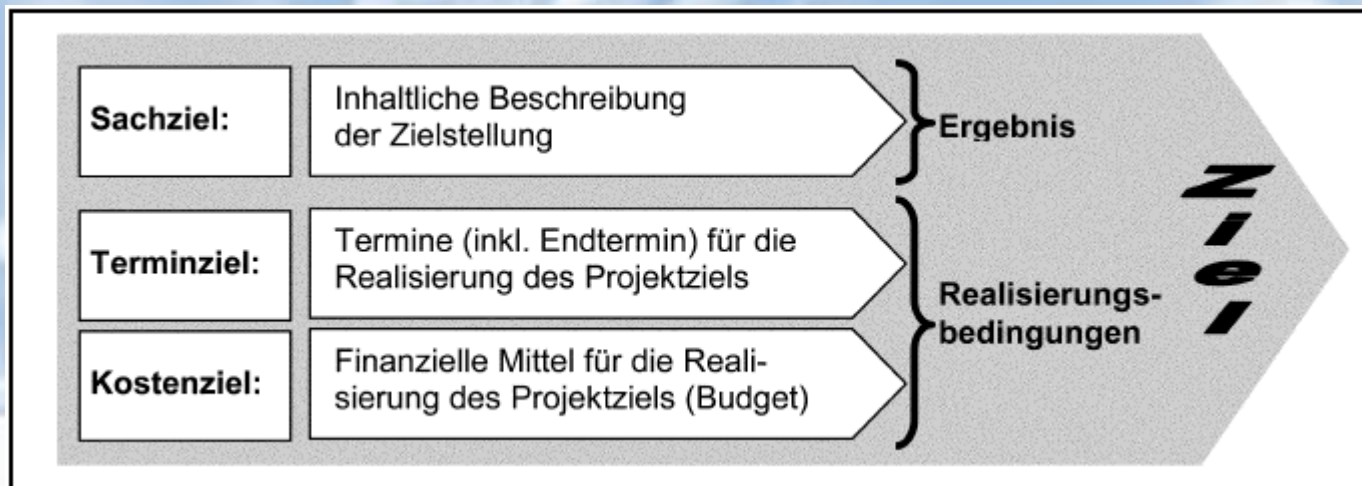 Sachziel:
Inhaltliche Beschreibung
der Zielstellung
Ergebnis
Terminziel:
Termine (inkl. Endtermin) für die
Realisierung des Projektziels
Kostenziel:
Finanzielle Mittel für die Reali-
sierung des Projektziels (Budget)
Realisierungs-
bedingungen
Ziel